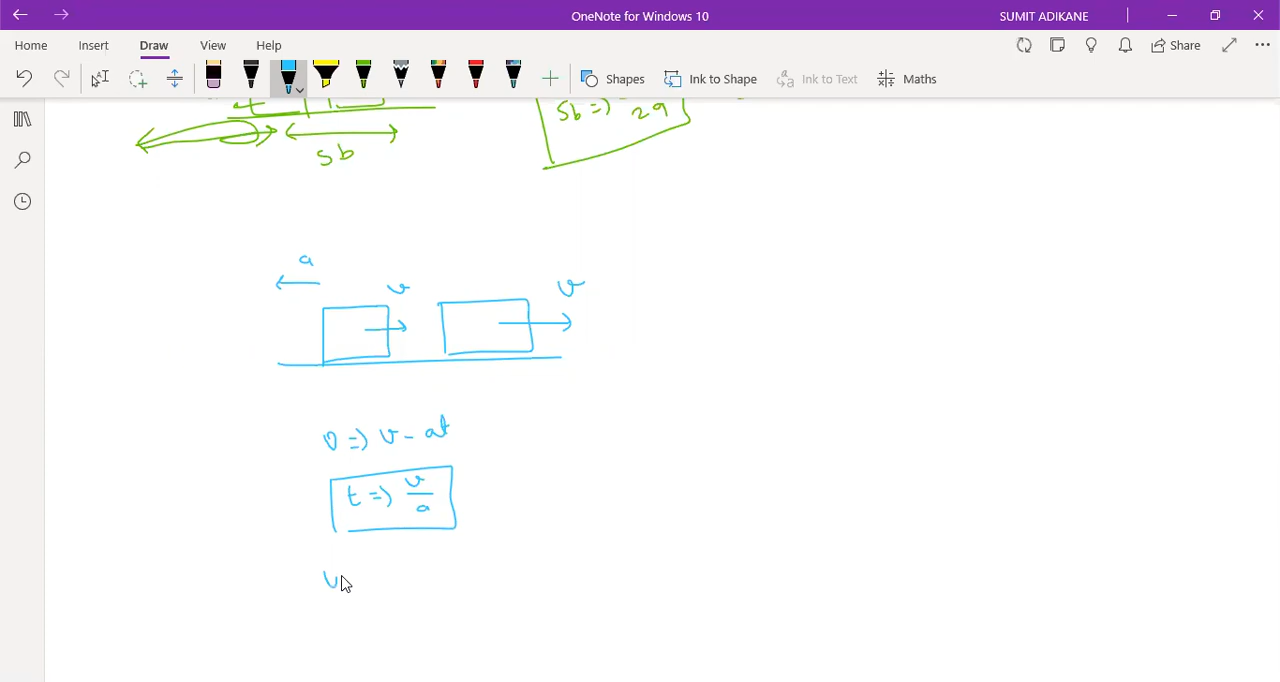 OneNote for Windows 10
SUMIT ADIKANE
Home Insert Draw View Help
Share
Shapes
Ink to Shape
Ink to Text
Maths
Sb => 29
Sb
a
v
v
0 => v - at
t => v/a
v